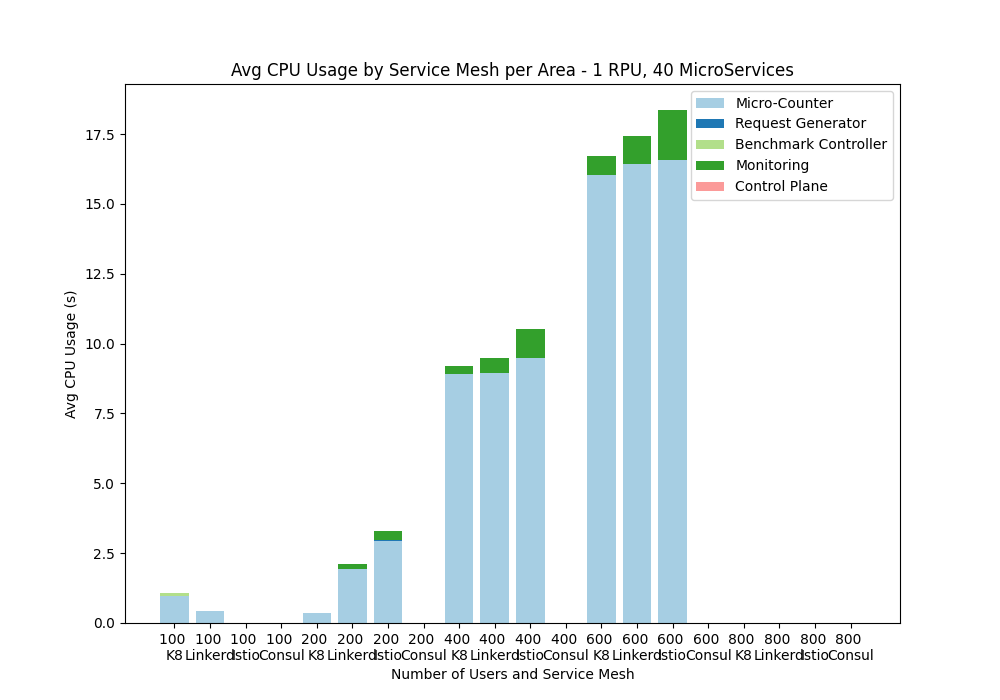 Avg CPU Usage by Service Mesh per Area - 1 RPU, 40 MicroServices
Micro-Counter
Request Generator
Benchmark Controller
Monitoring
Control Plane
Avg CPU Usage (s)
17.5
15.0
12.5
10.0
7.5
5.0
2.5
0.0
100 100 100 100 200 200 200 200 400 400 400 400 600 600 600 600 800 800 800 800
K8 Linkerd Istio Consul K8 Linkerd Istio Consul K8 Linkerd Istio Consul K8 Linkerd Istio Consul K8 Linkerd Istio Consul
Number of Users and Service Mesh